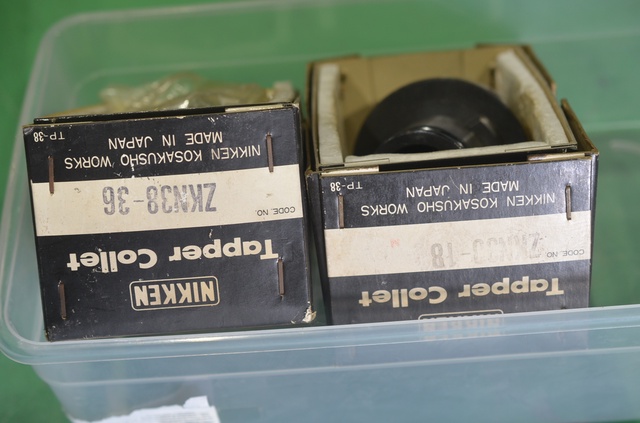 NIKKEN
Tapper Collet
CODE NO.
ZKN38-36
NIKKEN KOSAKUSHO WORKS
MADE IN JAPAN
TP-38
Tapper Collet
CODE NO.
NIKKEN KOSAKUSHO WORKS
MADE IN JAPAN
TP-38